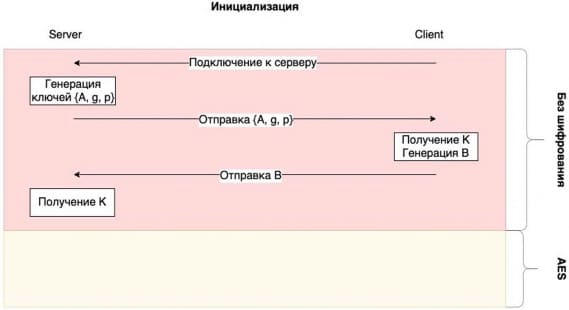 Инициализация
Server
Client
Подключение к серверу
Генерация
ключей {A, g, p}
Отправка {A, g, p}
Получение К
Генерация В
Отправка В
Получение К
Без шифрования
AES